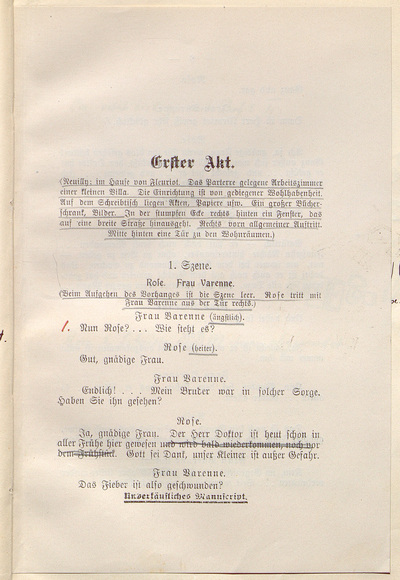 Erster Akt.
(Neuilly; im Hause von Fleuriot. Das Parterre gelegene Arbeitszimmer
einer kleinen Villa. Die Einrichtung ist von gediegener Wohlhabenheit.
Auf dem Schreibtisch liegen Akten, Papiere usw. Ein großer Bücher-
schrank, Bilder. In der stumpfen Ecke rechts hinten ein Fenster, das
auf eine breite Straße hinausgeht. Rechts vorn allgemeiner Auftritt.
Mitte hinten eine Tür zu den Wohnräumen.)
1. Szene.
Rose. Frau Varenne.
(Beim Aufgehen des Vorhanges ist die Szene leer. Rose tritt mit
Frau Varenne aus der Tür rechts.)
Frau Varenne (ängstlich).
1. Nun Rose? . . . Wie steht es?
Rose (heiter).
Gut, gnädige Frau.
Frau Varenne.
Endlich! . . . Mein Bruder war in solcher Sorge.
Haben Sie ihn gesehen?
Rose.
Ja, gnädige Frau. Der Herr Doktor ist heut schon in
aller Frühe hier gewesen und wird bald wiederkommen, noch vor
dem Frühstück. Gott sei Dank, unser Kleiner ist außer Gefahr.
Frau Varenne.
Das Fieber ist also geschwunden?
Unverkäufliches Manuscript.